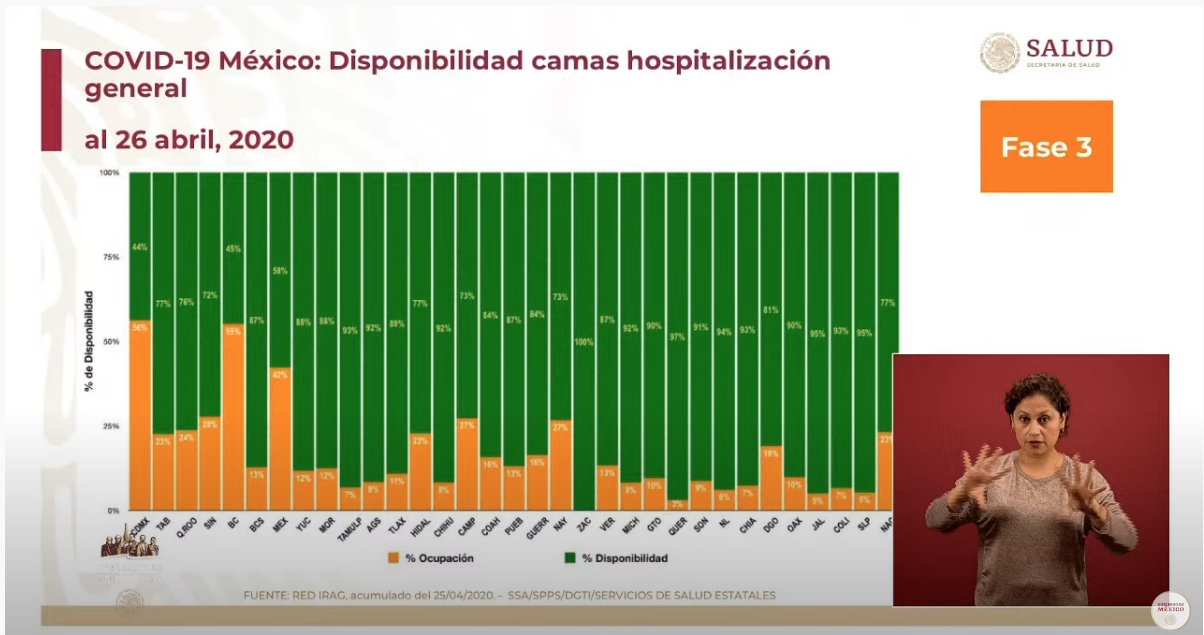 COVID-19 México: Disponibilidad camas hospitalización
general
al 26 abril, 2020
SALUD
SECRETARÍA DE SALUD
Fase 3
% de Disponibilidad
100%
75%
50%
25%
0%
44% 77% 76% 72% 45% 87% 58% 88% 88% 93% 92% 89% 77% 92% 73% 84% 87% 84% 73% 100% 87% 92% 90% 97% 91% 94% 93% 81% 90% 95% 93% 95% 77%
56% 23% 24% 28% 55% 13% 42% 12% 12% 7% 8% 11% 23% 8% 27% 16% 13% 16% 27% 13% 8% 10% 3% 9% 6% 7% 19% 10% 5% 7% 5% 23%
CDMX TAB Q.ROO SIN BC BCS MEX YUC MOR TAMULP AGS TLAX HIDAL CHIHU CAMP COAH PUEB GUERR NAY ZAC VER MICH GTO QUER SON NL CHIA DGO OAX JAL COLI SLP
% Ocupación
% Disponibilidad
FUENTE: RED IRAG, acumulado del 25/04/2020. - SSA/SPPS/DGTI/SERVICIOS DE SALUD ESTATALES
GOBIERNO DE
MÉXICO